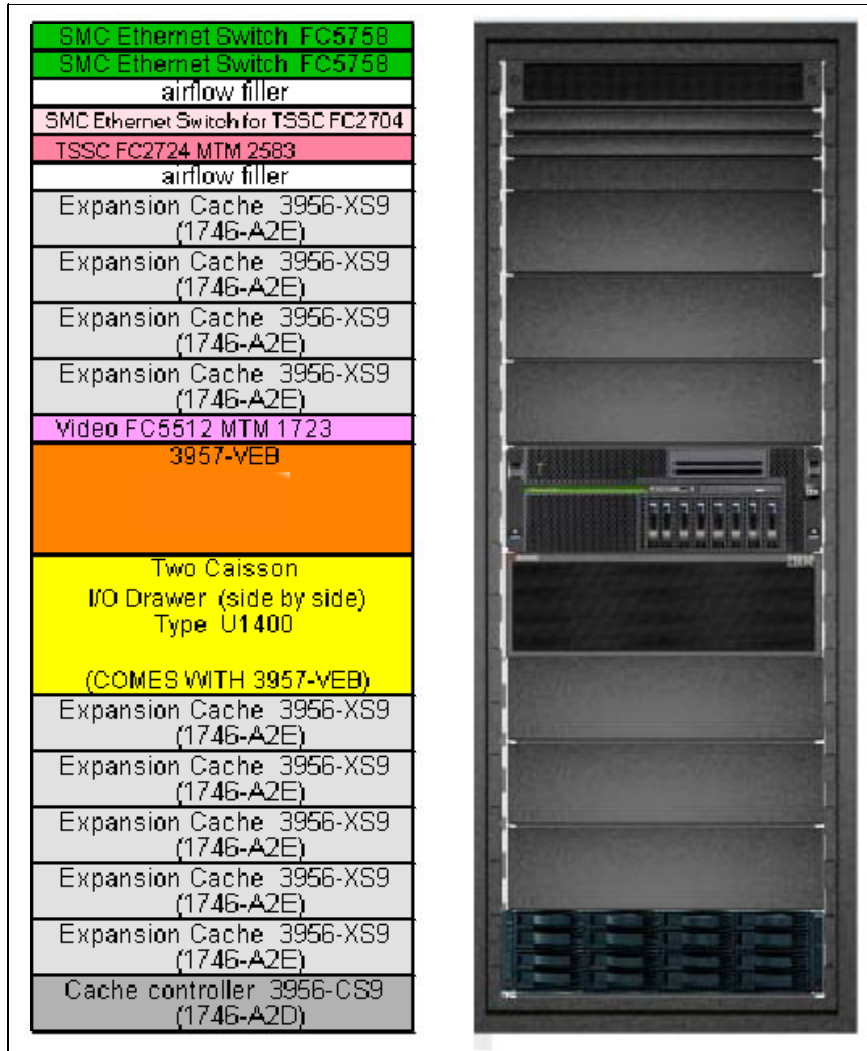 SMC Ethernet Switch FC5758
SMC Ethernet Switch FC5758
airflow filler
SMC Ethernet Switch for TSSC FC2704
TSSC FC2724 MTM 2583
airflow filler
Expansion Cache 3956-XS9
(1746-A2E)
Expansion Cache 3956-XS9
(1746-A2E)
Expansion Cache 3956-XS9
(1746-A2E)
Expansion Cache 3956-XS9
(1746-A2E)
Video FC5512 MTM 1723
3957-VEB
Two Caisson
I/O Drawer (side by side)
Type U1400
(COMES WITH 3957-VEB)
Expansion Cache 3956-XS9
(1746-A2E)
Expansion Cache 3956-XS9
(1746-A2E)
Expansion Cache 3956-XS9
(1746-A2E)
Expansion Cache 3956-XS9
(1746-A2E)
Expansion Cache 3956-XS9
(1746-A2E)
Cache controller 3956-CS9
(1746-A2D)
IBM